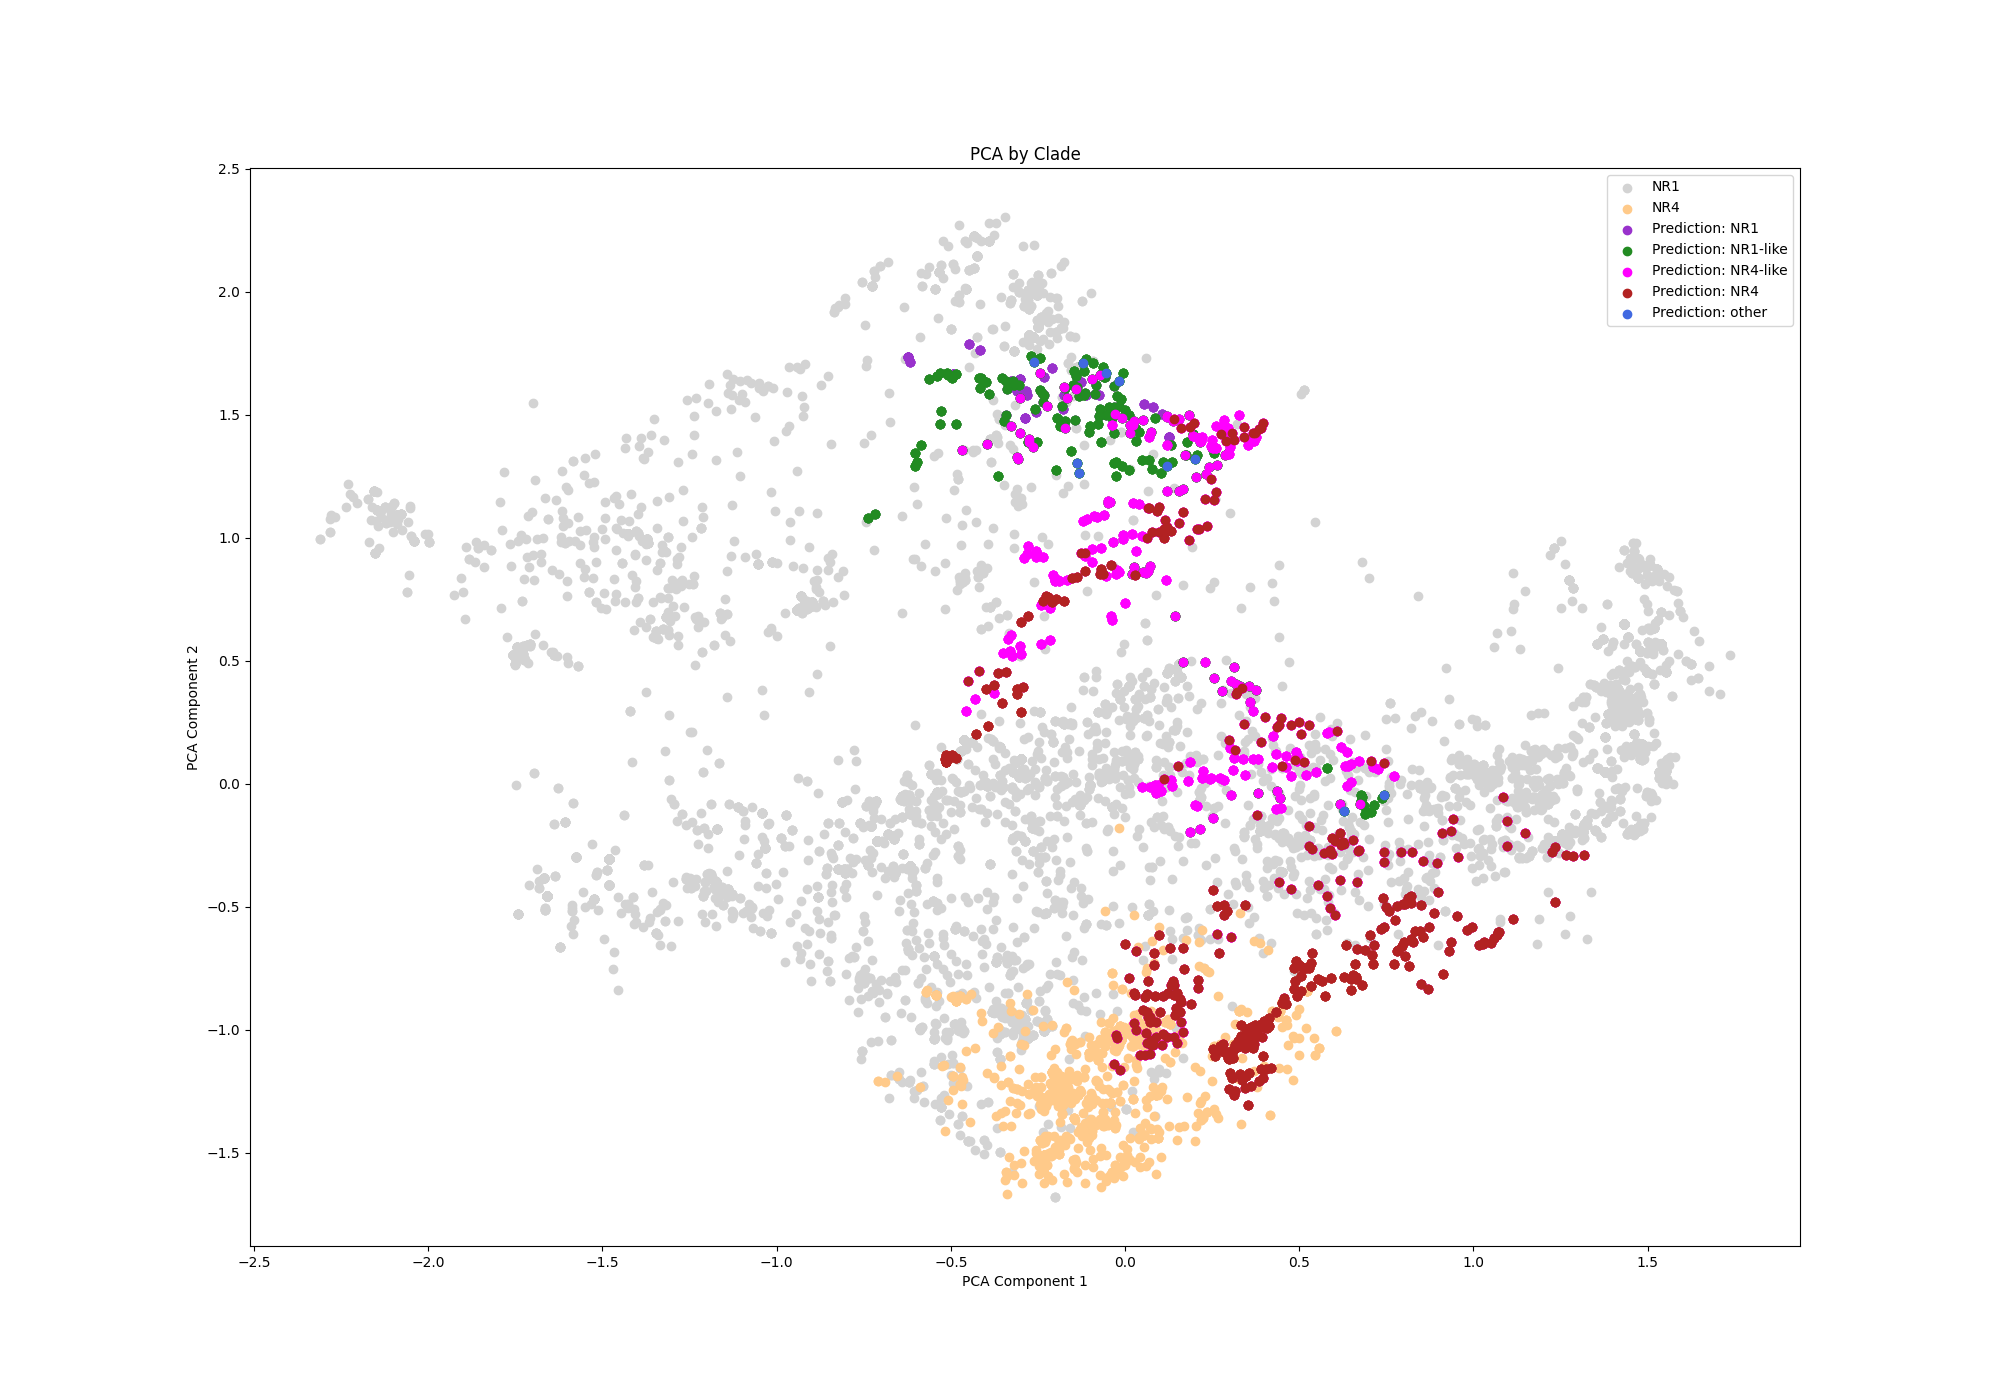 PCA by Clade
2.5
2.0
1.5
1.0
0.5
0.0
−0.5
−1.0
−1.5
PCA Component 2
NR1
NR4
Prediction: NR1
Prediction: NR1-like
Prediction: NR4-like
Prediction: NR4
Prediction: other
−2.5 −2.0 −1.5 −1.0 −0.5 0.0 0.5 1.0 1.5
PCA Component 1